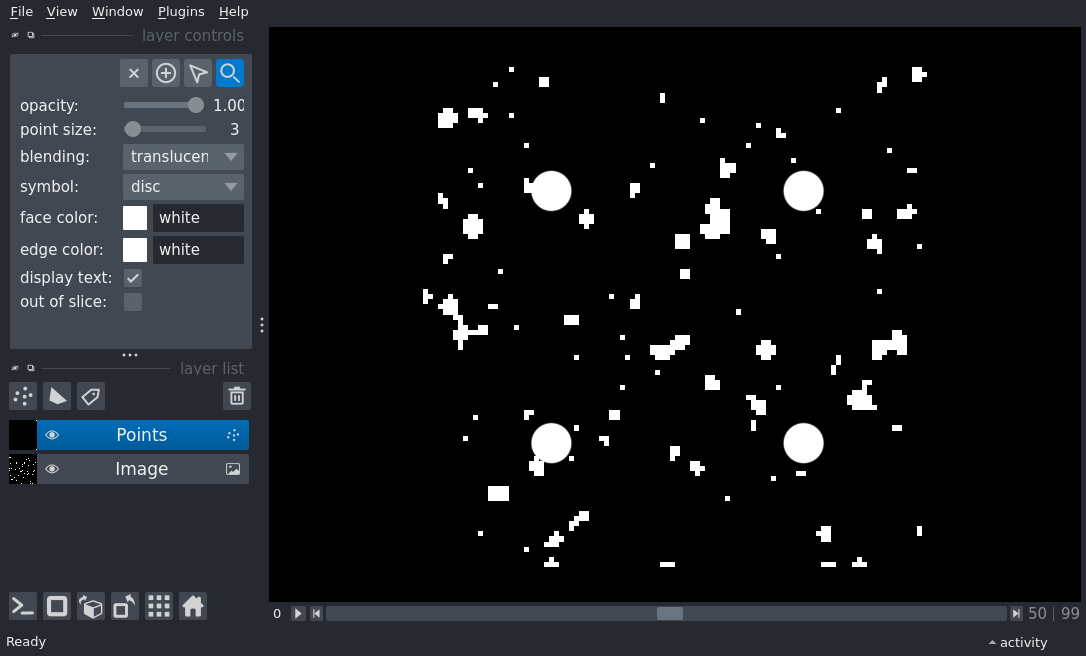 File View Window Plugins Help
layer controls
opacity: 1.00
point size: 3
blending: translucen
symbol: disc
face color: white
edge color: white
display text:
out of slice:
layer list
Points
Image
0 50 | 99
Ready activity